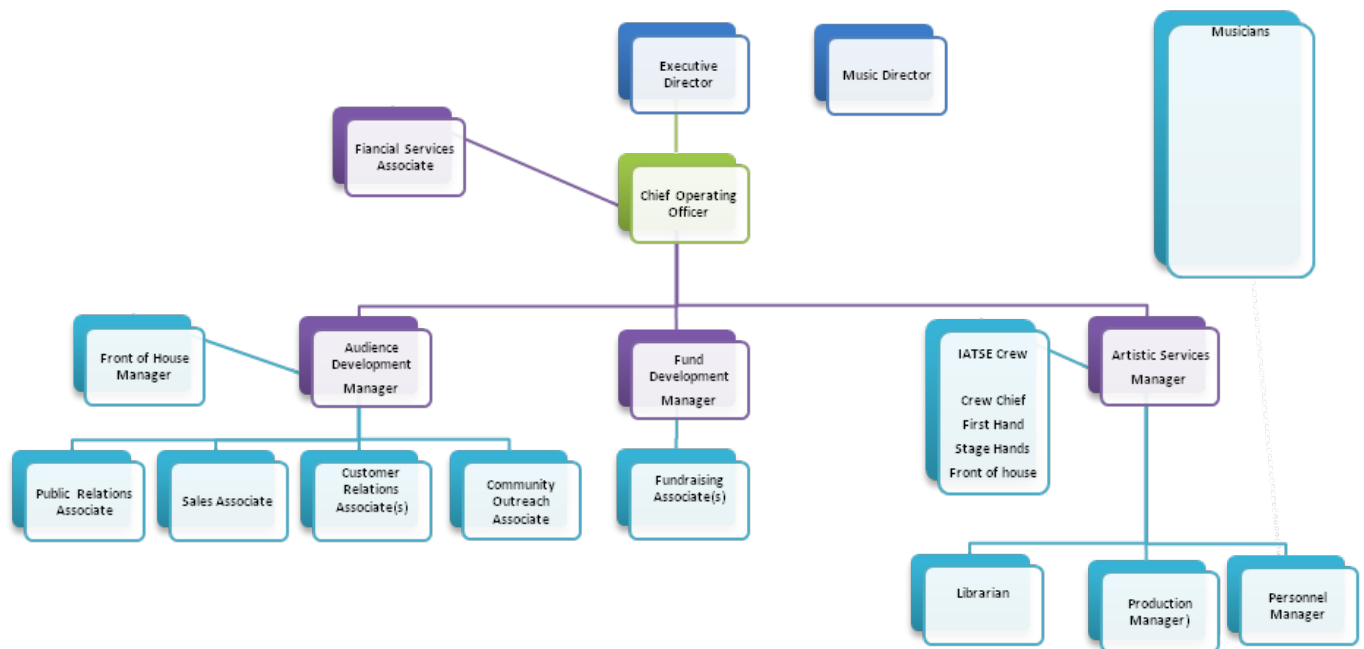 Musicians
Executive
Director
Music Director
Fiancial Services
Associate
Chief Operating
Officer
Front of House
Manager
Audience
Development
Manager
Fund
Development
Manager
IATSE Crew
Crew Chief
First Hand
Stage Hands
Front of house
Artistic Services
Manager
Public Relations
Associate
Sales Associate
Customer
Relations
Associate(s)
Community
Outreach
Associate
Fundraising
Associate(s)
Librarian
Production
Manager)
Personnel
Manager